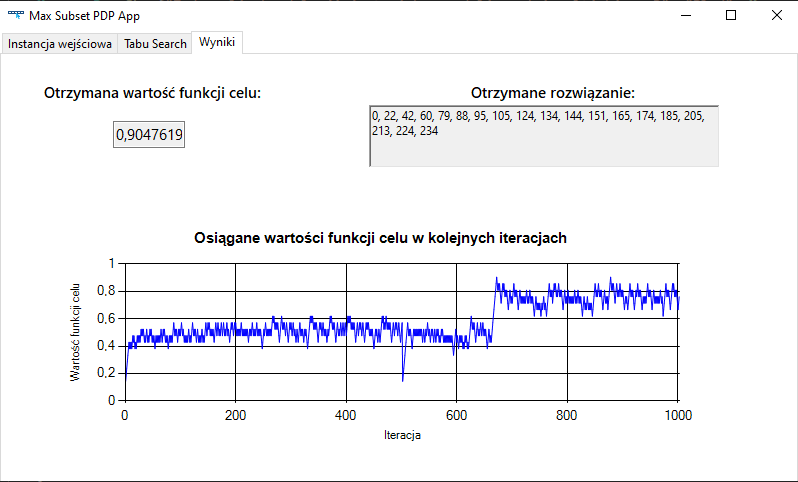 Max Subset PDP App
Instancja wejściowa
Tabu Search
Wyniki
Otrzymana wartość funkcji celu:
Otrzymane rozwiązanie:
0,9047619
0, 22, 42, 60, 79, 88, 95, 105, 124, 134, 144, 151, 165, 174, 185, 205,
213, 224, 234
Osiągane wartości funkcji celu w kolejnych iteracjach
Wartość funkcji celu
1
0,8
0,6
0,4
0,2
0
0 200 400 600 800 1000
Iteracja